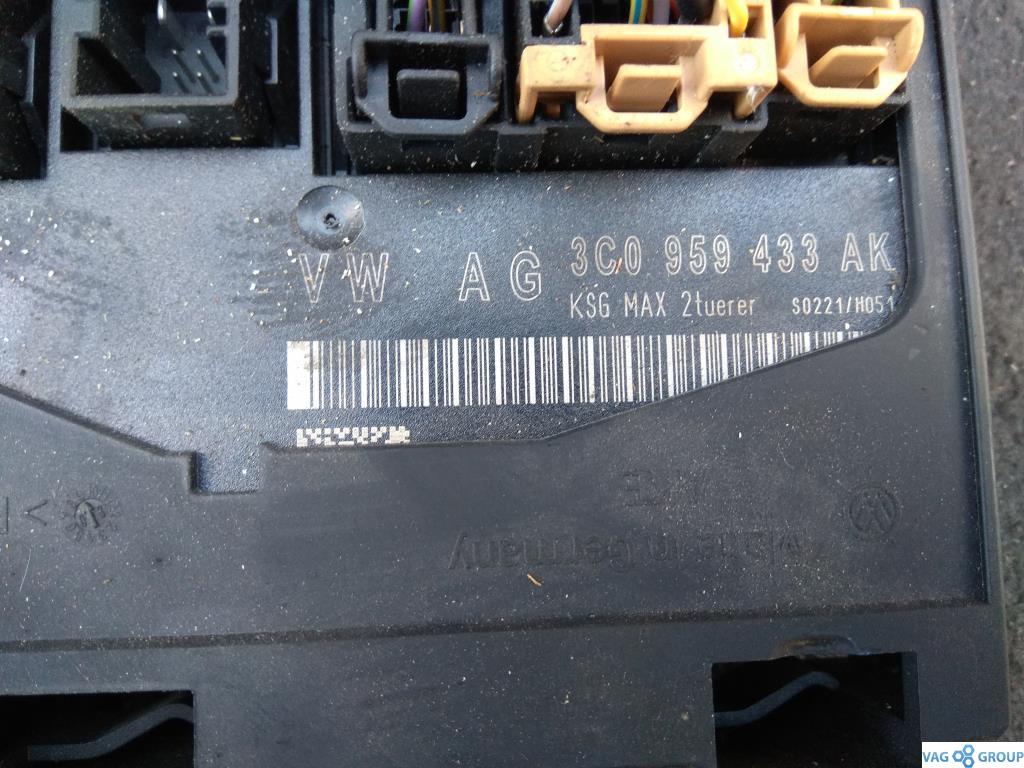 VW AG 3C0 959 433 AK
KSG MAX 2tuerer S0221/H051
Made in Germany
VAG GROUP